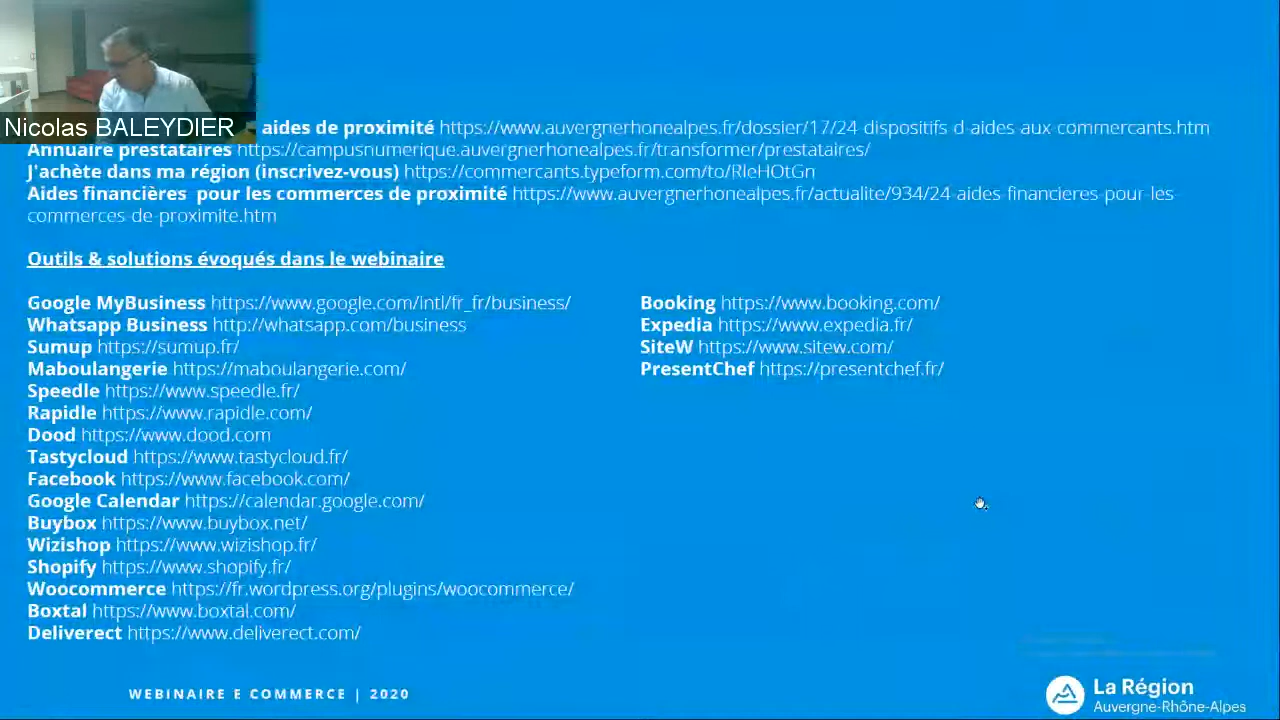 Nicolas BALEYDIER
aides de proximité https://www.auvergnerhonealpes.fr/dossier/17/24-dispositifs-d-aides-aux-commercants.htm
Annuaire prestataires https://campusnumerique.auvergnerhonealpes.fr/transformer/prestataires/
J'achète dans ma région (inscrivez-vous) https://commercants.typeform.com/to/RleHOtGn
Aides financières pour les commerces de proximité https://www.auvergnerhonealpes.fr/actualite/934/24-aides-financieres-pour-les-
commerces-de-proximite.htm
Outils & solutions évoqués dans le webinaire
Google MyBusiness https://www.google.com/intl/fr_fr/business/
Whatsapp Business http://whatsapp.com/business
Sumup https://sumup.fr/
Maboulangerie https://maboulangerie.com/
Speedle https://www.speedle.fr/
Rapidle https://www.rapidle.com/
Dood https://www.dood.com
Tastycloud https://www.tastycloud.fr/
Facebook https://www.facebook.com/
Google Calendar https://calendar.google.com/
Buybox https://www.buybox.net/
Wizishop https://www.wizishop.fr/
Shopify https://www.shopify.fr/
Woocommerce https://fr.wordpress.org/plugins/woocommerce/
Boxtal https://www.boxtal.com/
Deliverect https://www.deliverect.com/
Booking https://www.booking.com/
Expedia https://www.expedia.fr/
SiteW https://www.sitew.com/
PresentChef https://presentchef.fr/
WEBINAIRE E COMMERCE | 2020
La Région
Auvergne-Rhône-Alpes